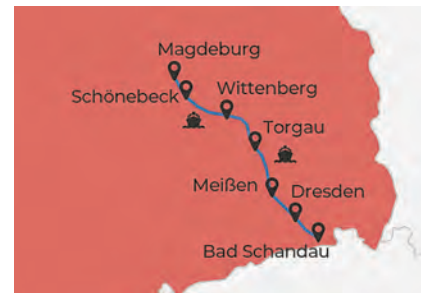 Magdeburg
Schönebeck
Wittenberg
Torgau
Meißen
Dresden
Bad Schandau